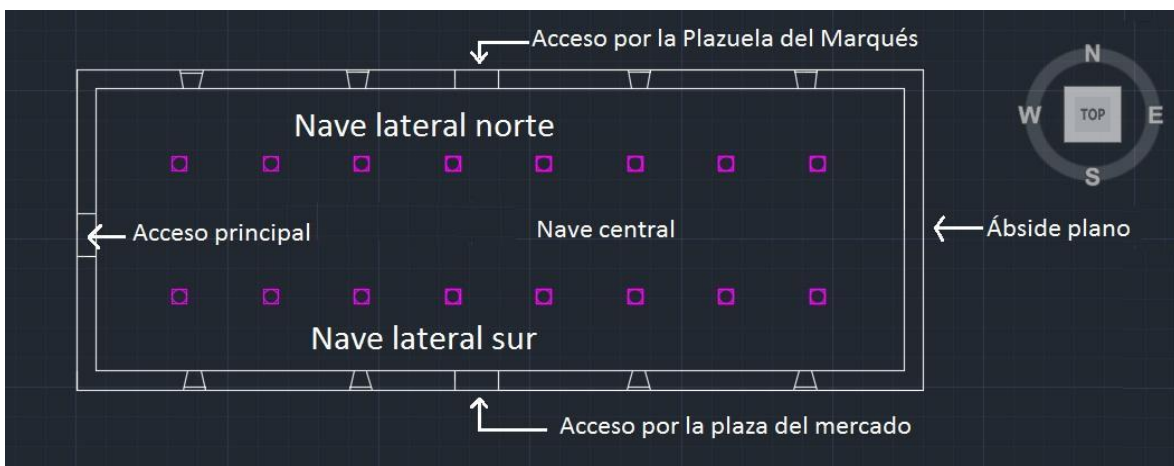 Acceso por la Plazuela del Marqués
N
W
TOP
E
S
Nave lateral norte
Acceso principal
Nave central
Ábside plano
Nave lateral sur
Acceso por la plaza del mercado